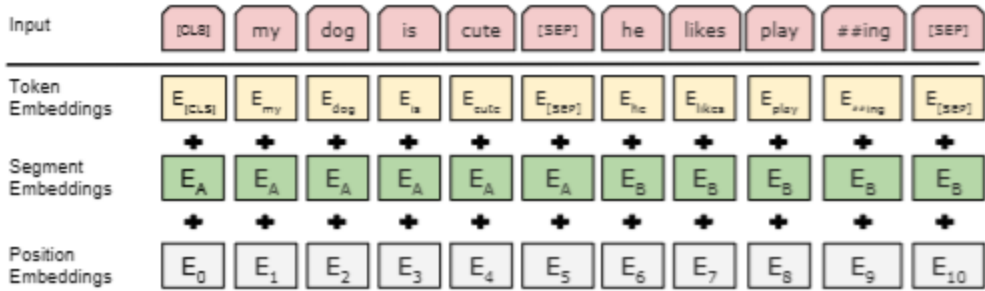 Input [CLS] my dog is cute [SEP] he likes play ##ing [SEP]
Token
Embeddings E[CLS] Emy Edog Eis Ecute E[SEP] Ehe Elikes Eplay E##ing E[SEP]
+ + + + + + + + + + +
Segment
Embeddings EA EA EA EA EA EA EB EB EB EB EB
+ + + + + + + + + + +
Position
Embeddings E0 E1 E2 E3 E4 E5 E6 E7 E8 E9 E10